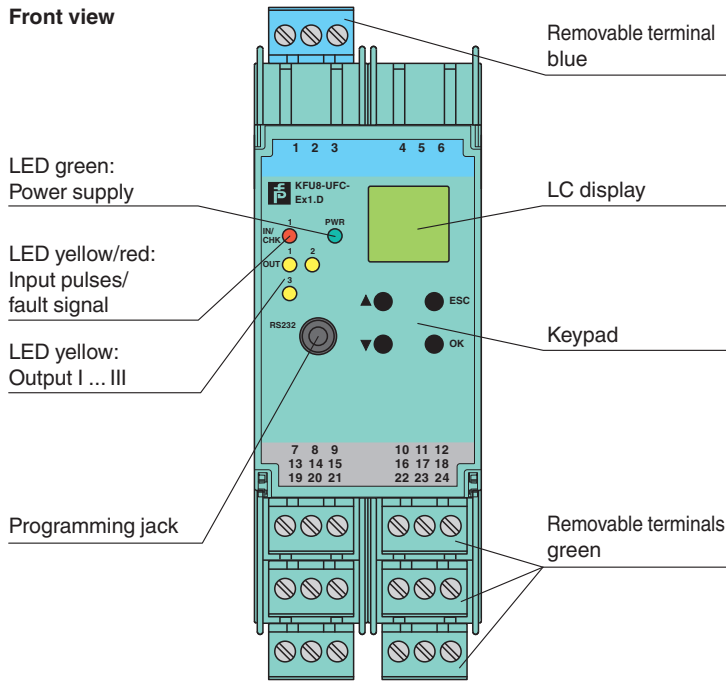 Front view
Removable terminal
blue
1 2 3 4 5 6
LED green:
Power supply
KFU8-UFC-
Ex1.D
LC display
1
PWR
IN/
CHK
LED yellow/red:
Input pulses/
fault signal
1 2
OUT
3
▲ ESC
RS232
Keypad
▼ OK
LED yellow:
Output I ... III
7 8 9 10 11 12
13 14 15 16 17 18
19 20 21 22 23 24
Programming jack
Removable terminals
green